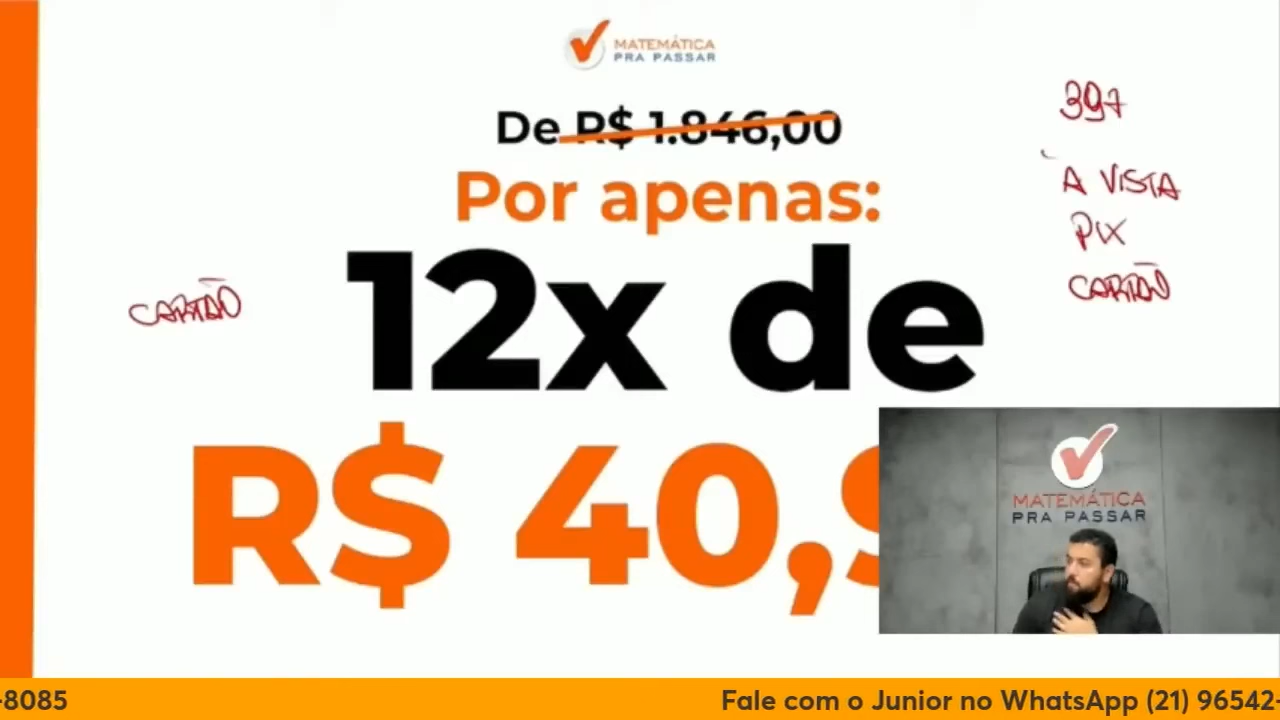 MATEMÁTICA
PRA PASSAR
De R$ 1.846,00
Por apenas:
12x de
R$ 40,9
CARTÃO
397
À VISTA
PIX
CARTÃO
MATEMÁTICA
PRA PASSAR
-8085
Fale com o Junior no WhatsApp (21) 96542-